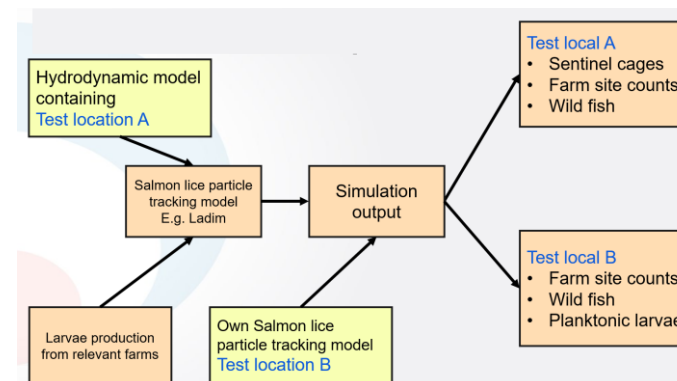 Hydrodynamic model
containing
Test location A
Salmon lice particle
tracking model
E.g. Ladim
Larvae production
from relevant farms
Own Salmon lice
particle tracking model
Test location B
Simulation
output
Test local A
• Sentinel cages
• Farm site counts
• Wild fish
Test local B
• Farm site counts
• Wild fish
• Planktonic larvae